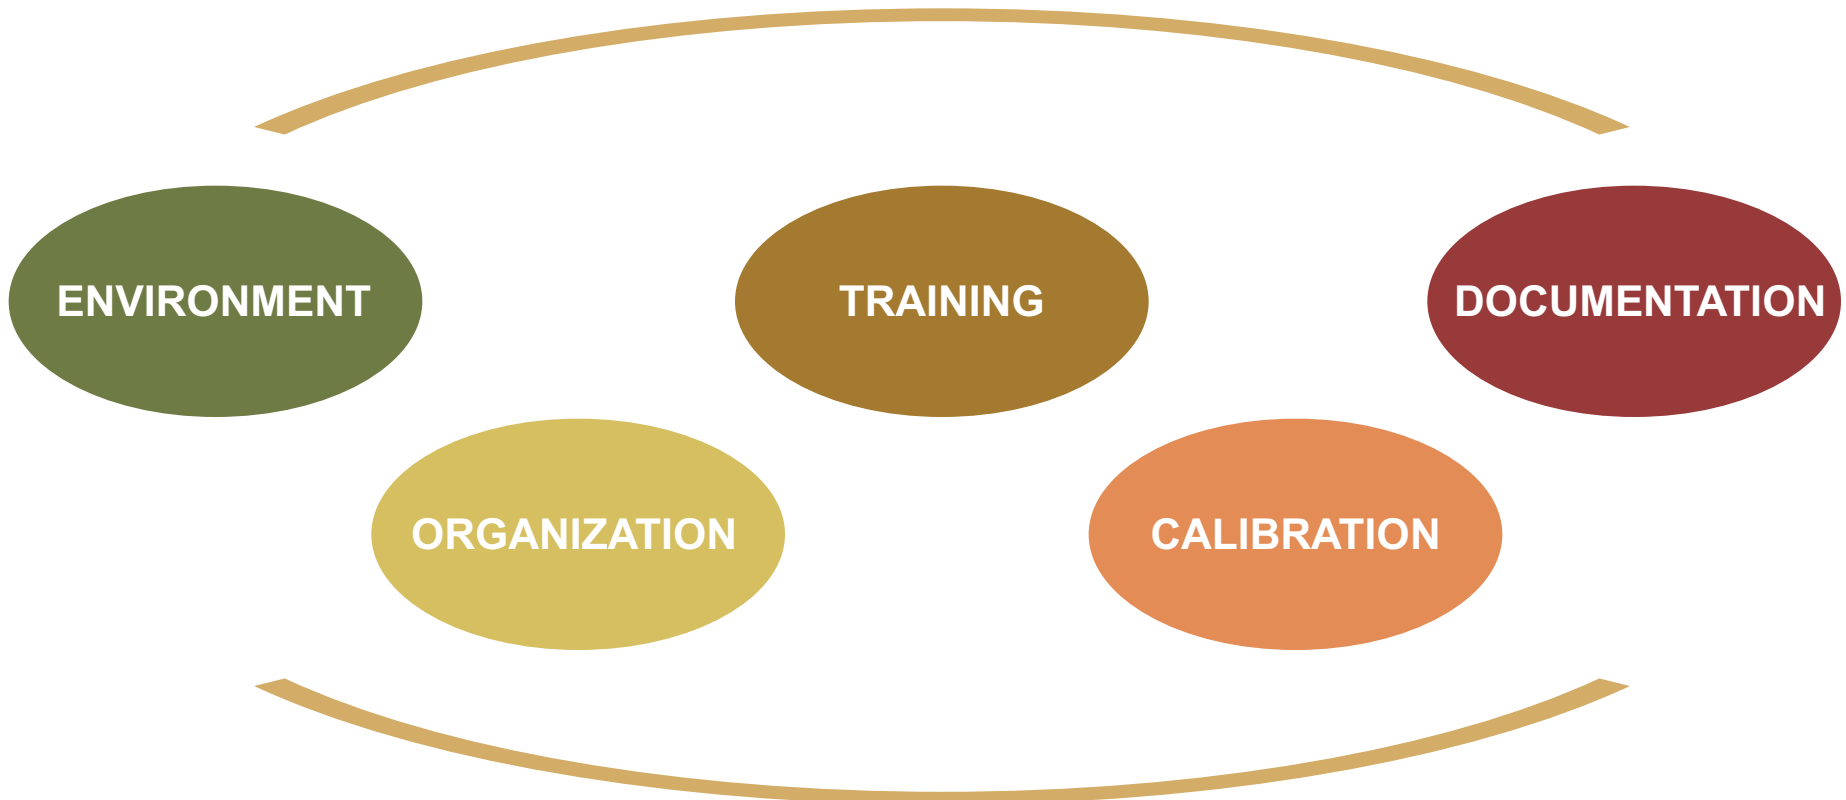 ENVIRONMENT
TRAINING
DOCUMENTATION
ORGANIZATION
CALIBRATION